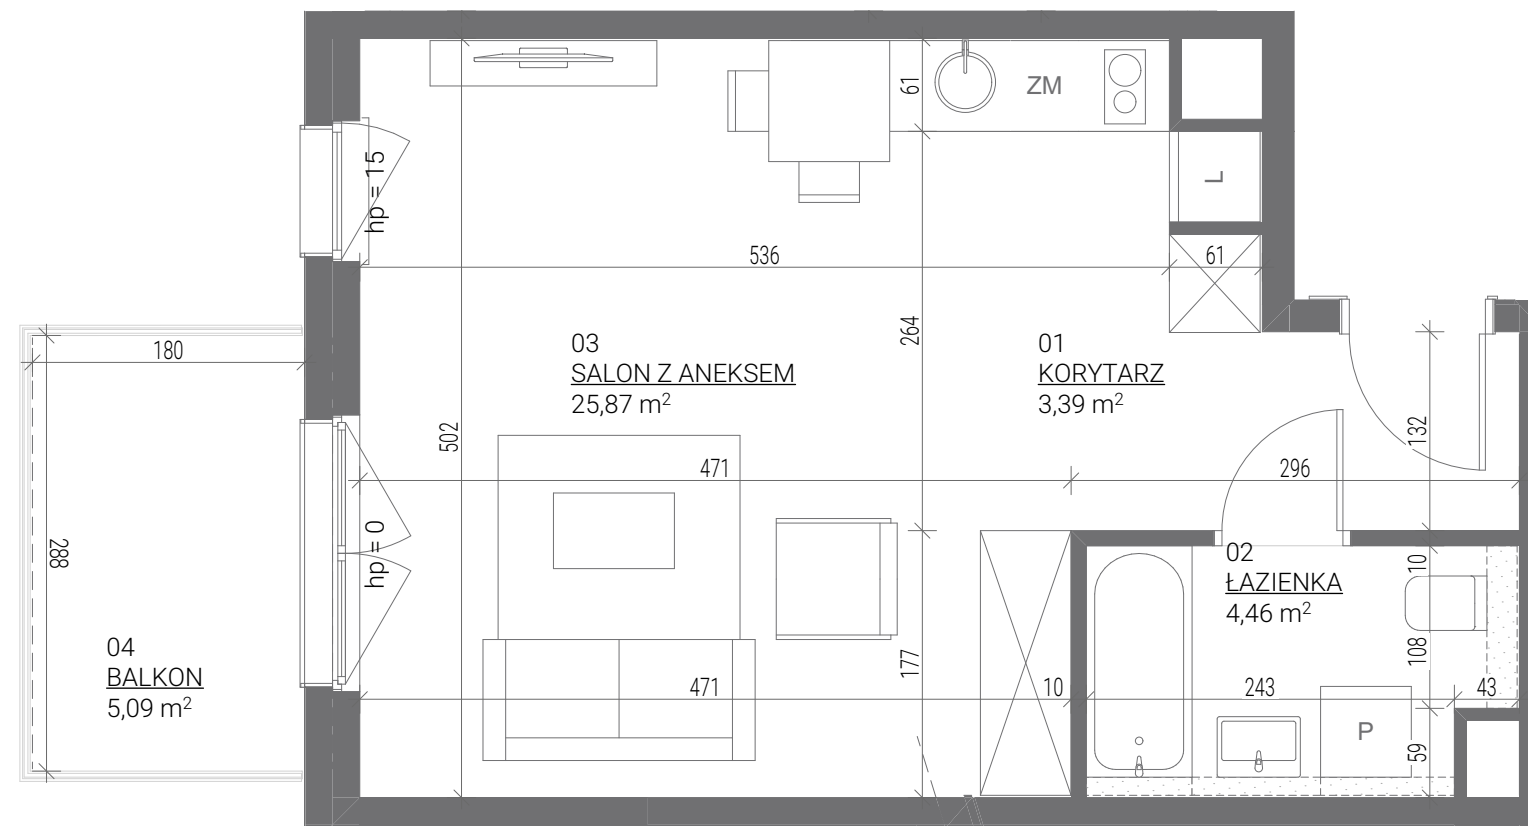 61
ZM
hp = 15
L
536
61
264
180
03
SALON Z ANEKSEM
25,87 m²
01
KORYTARZ
3,39 m²
502
132
471
296
288
hp = 0
02
ŁAZIENKA
4,46 m²
10
04
BALKON
5,09 m²
177
108
471
10
243
43
P
59